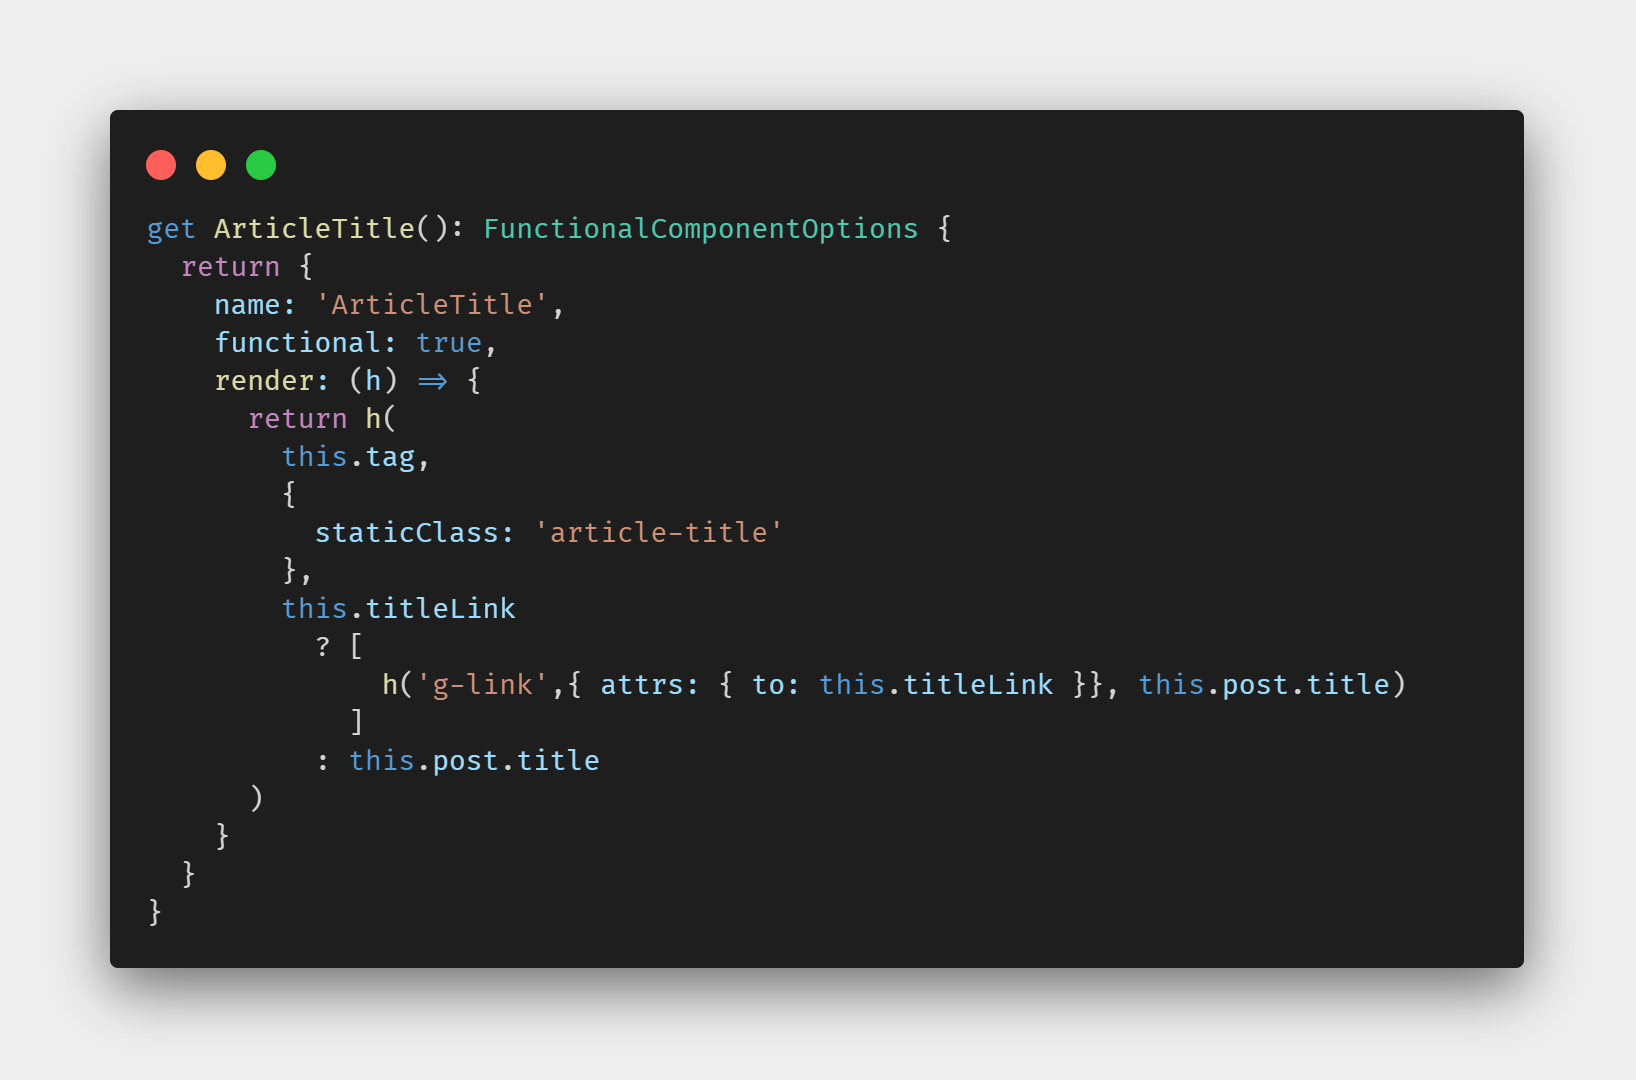 get ArticleTitle(): FunctionalComponentOptions {
  return {
    name: 'ArticleTitle',
    functional: true,
    render: (h) => {
      return h(
        this.tag,
        {
          staticClass: 'article-title'
        },
        this.titleLink
          ? [
              h('g-link',{ attrs: { to: this.titleLink }}, this.post.title)
            ]
          : this.post.title
      )
    }
  }
}